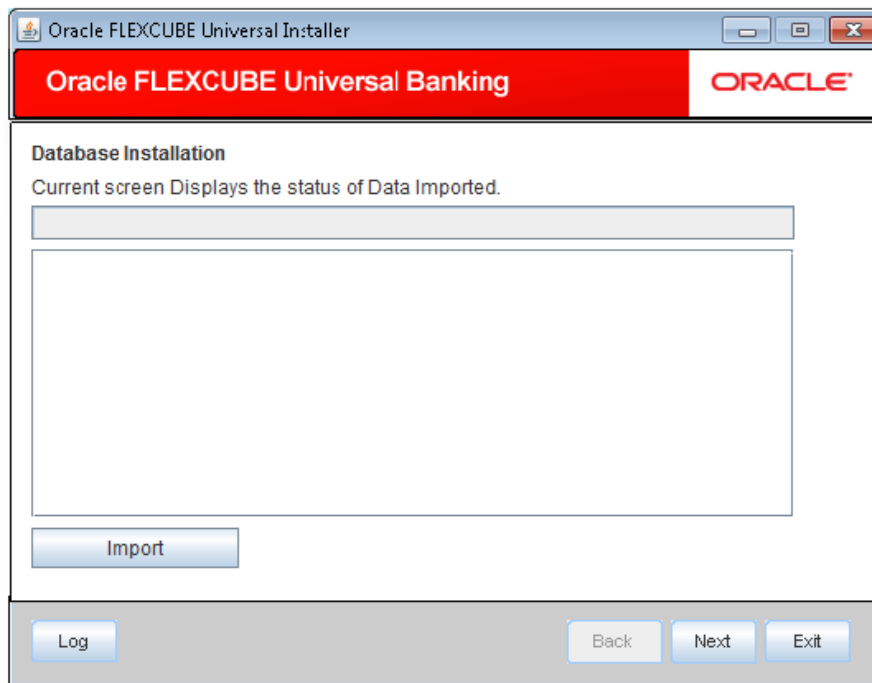 Oracle FLEXCUBE Universal Installer
Oracle FLEXCUBE Universal Banking
ORACLE
Database Installation
Current screen Displays the status of Data Imported.
Import
Log
Back
Next
Exit